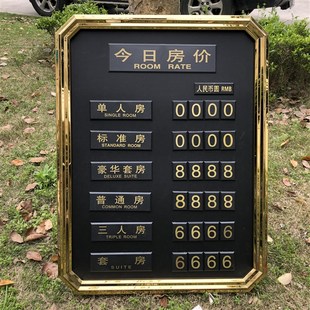 今日房价
ROOM RATE
人民币圆 RMB
单人房 0000
SINGLE ROOM
标准房 0000
STANDARD ROOM
豪华套房 8888
DELUXE SUITE
普通房 8888
COMMON ROOM
三人房 6666
TRIPLE ROOM
套房 6666
SUITS